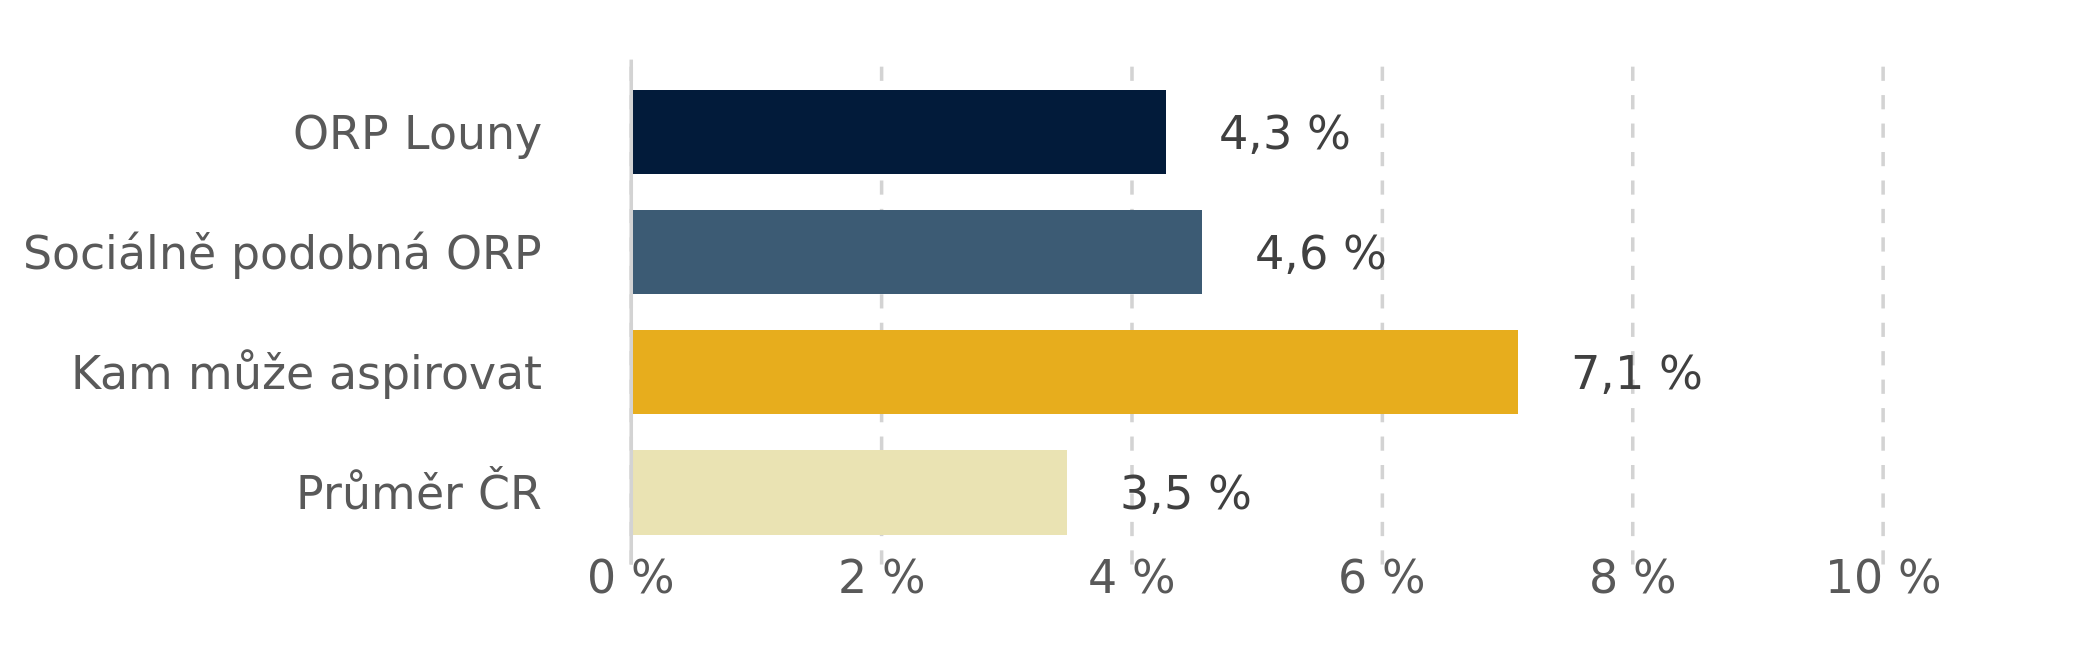 ORP Louny 4,3 %
Sociálně podobná ORP 4,6 %
Kam může aspirovat 7,1 %
Průměr ČR 3,5 %
0 % 2 % 4 % 6 % 8 % 10 %